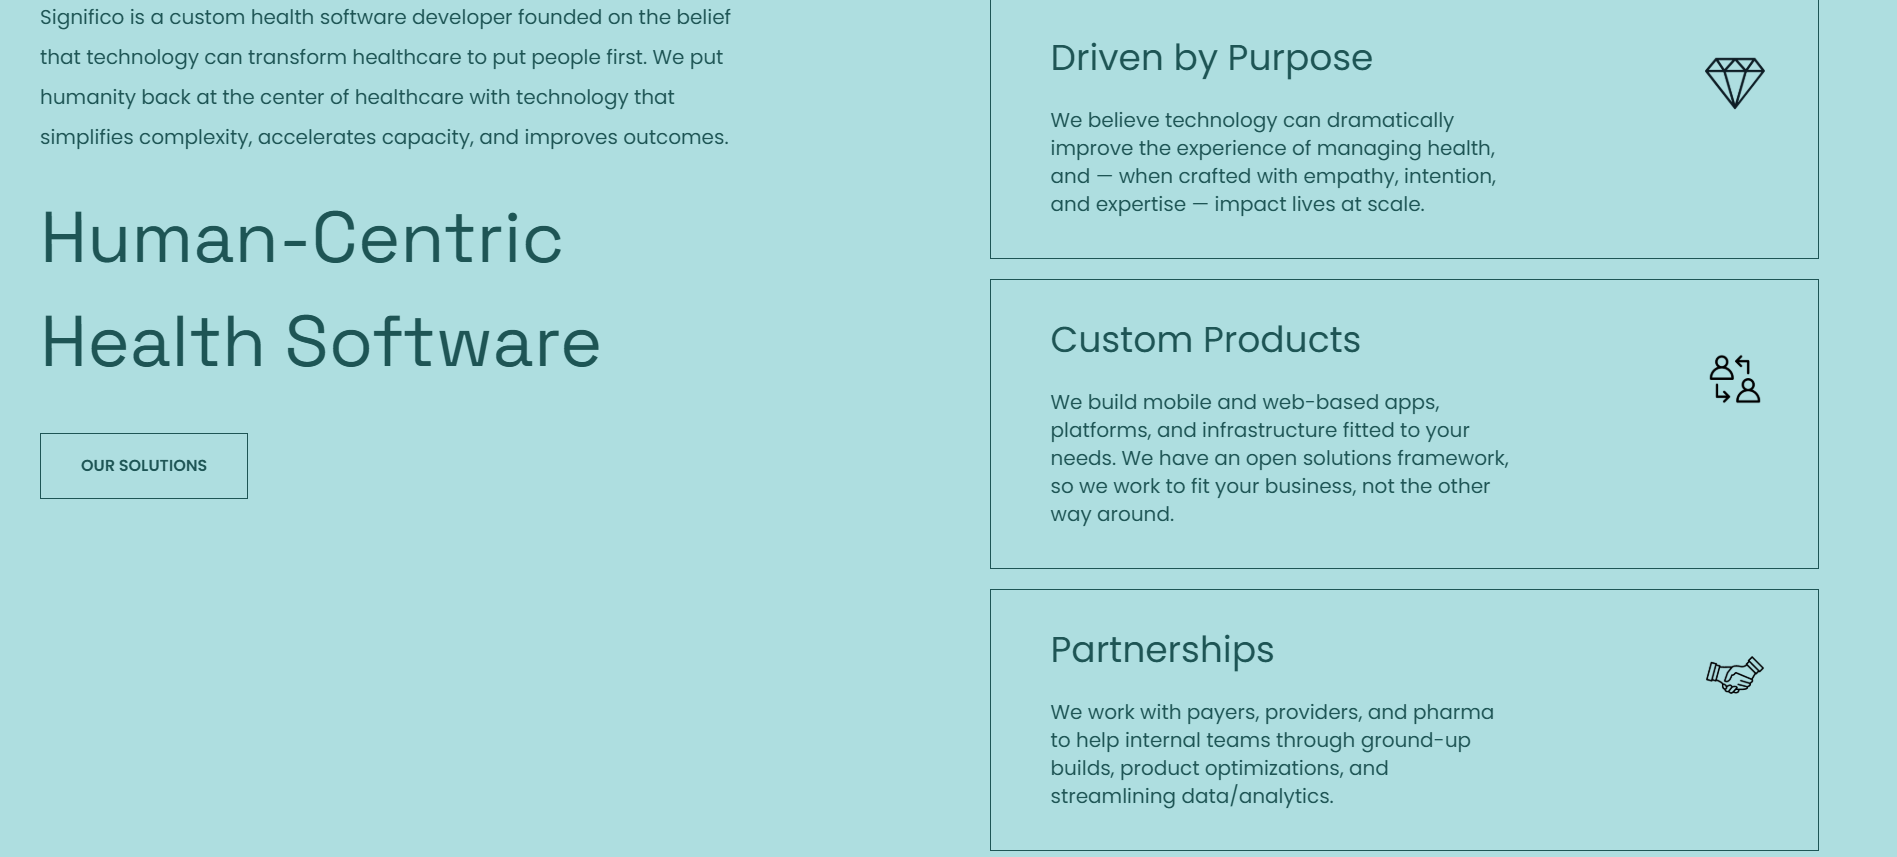 Significo is a custom health software developer founded on the belief
that technology can transform healthcare to put people first. We put
humanity back at the center of healthcare with technology that
simplifies complexity, accelerates capacity, and improves outcomes.
Human-Centric
Health Software
OUR SOLUTIONS
Driven by Purpose
We believe technology can dramatically
improve the experience of managing health,
and — when crafted with empathy, intention,
and expertise — impact lives at scale.
Custom Products
We build mobile and web-based apps,
platforms, and infrastructure fitted to your
needs. We have an open solutions framework,
so we work to fit your business, not the other
way around.
Partnerships
We work with payers, providers, and pharma
to help internal teams through ground-up
builds, product optimizations, and
streamlining data/analytics.